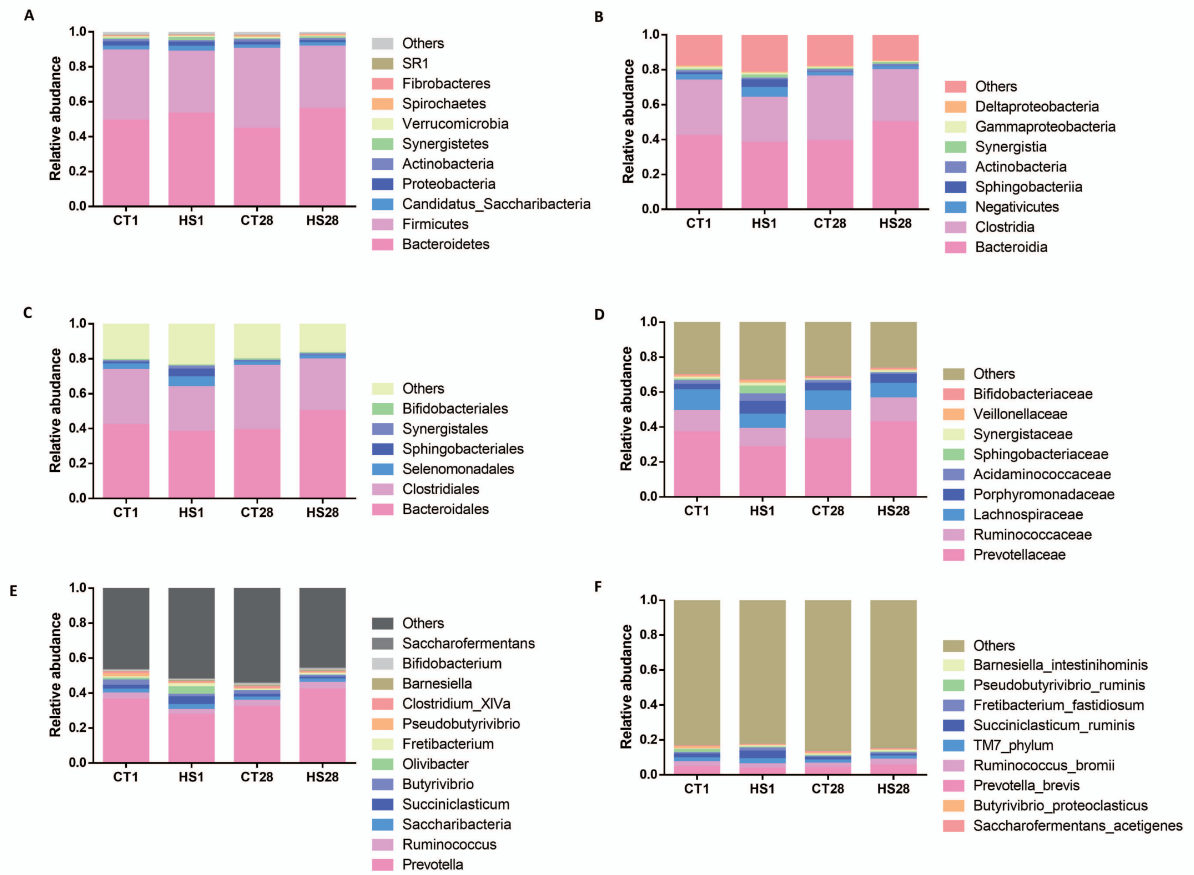 A
Relative abudance
1.0
0.8
0.6
0.4
0.2
0.0
CT1 HS1 CT28 HS28
Others
SR1
Fibrobacteres
Spirochaetes
Verrucomicrobia
Synergistetes
Actinobacteria
Proteobacteria
Candidatus_Saccharibacteria
Firmicutes
Bacteroidetes
B
Relative abudance
1.0
0.8
0.6
0.4
0.2
0.0
CT1 HS1 CT28 HS28
Others
Deltaproteobacteria
Gammaproteobacteria
Synergistia
Actinobacteria
Sphingobacteriia
Negativicutes
Clostridia
Bacteroidia
C
Relative abudance
1.0
0.8
0.6
0.4
0.2
0.0
CT1 HS1 CT28 HS28
Others
Bifidobacteriales
Synergistales
Sphingobacteriales
Selenomonadales
Clostridiales
Bacteroidales
D
Relative abudance
1.0
0.8
0.6
0.4
0.2
0.0
CT1 HS1 CT28 HS28
Others
Bifidobacteriaceae
Veillonellaceae
Synergistaceae
Sphingobacteriaceae
Acidaminococcaceae
Porphyromonadaceae
Lachnospiraceae
Ruminococcaceae
Prevotellaceae
E
Relative abudance
1.0
0.8
0.6
0.4
0.2
0.0
CT1 HS1 CT28 HS28
Others
Saccharofermentans
Bifidobacterium
Barnesiella
Clostridium_XIVa
Pseudobutyrivibrio
Fretibacterium
Olivibacter
Butyrivibrio
Succiniclasticum
Saccharibacteria
Ruminococcus
Prevotella
F
Relative abudance
1.0
0.8
0.6
0.4
0.2
0.0
CT1 HS1 CT28 HS28
Others
Barnesiella_intestinihominis
Pseudobutyrivibrio_ruminis
Fretibacterium_fastidiosum
Succiniclasticum_ruminis
TM7_phylum
Ruminococcus_bromii
Prevotella_brevis
Butyrivibrio_proteoclasticus
Saccharofermentans_acetigenes